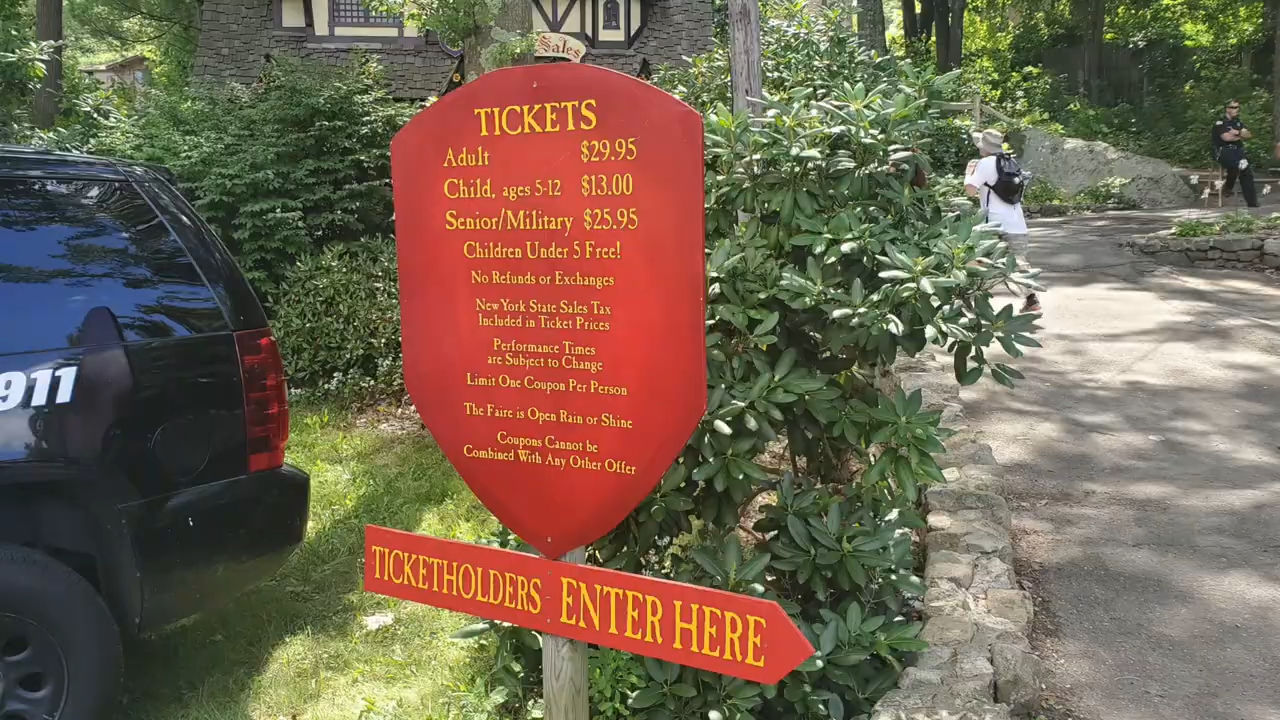 Sales
TICKETS
Adult $29.95
Child, ages 5-12 $13.00
Senior/Military $25.95
Children Under 5 Free!
No Refunds or Exchanges
New York State Sales Tax
Included in Ticket Prices
Performance Times
are Subject to Change
Limit One Coupon Per Person
The Faire is Open Rain or Shine
Coupons Cannot be
Combined With Any Other Offer
911
TICKETHOLDERS ENTER HERE